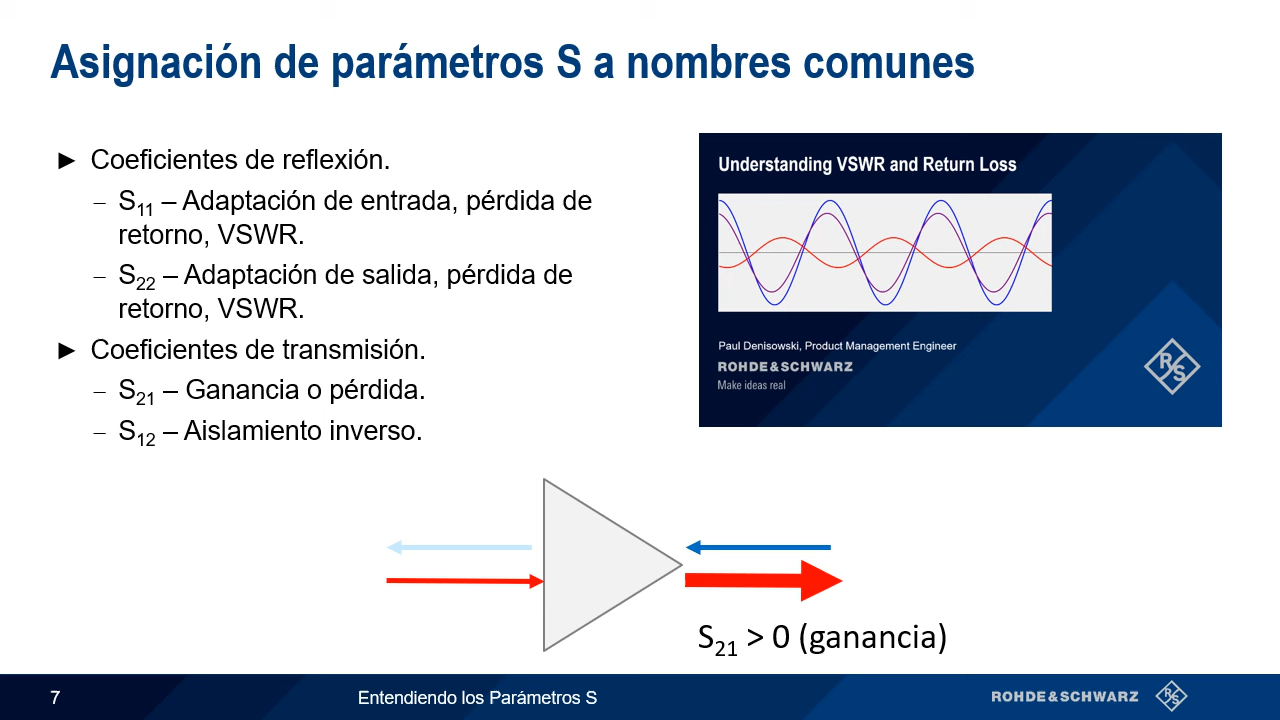 Asignación de parámetros S a nombres comunes
► Coeficientes de reflexión.
– S11 – Adaptación de entrada, pérdida de
retorno, VSWR.
– S22 – Adaptación de salida, pérdida de
retorno, VSWR.
► Coeficientes de transmisión.
– S21 – Ganancia o pérdida.
– S12 – Aislamiento inverso.
Understanding VSWR and Return Loss
Paul Denisowski, Product Management Engineer
ROHDE&SCHWARZ
Make ideas real
R/S
S21 > 0 (ganancia)
7
Entendiendo los Parámetros S
ROHDE&SCHWARZ
R/S